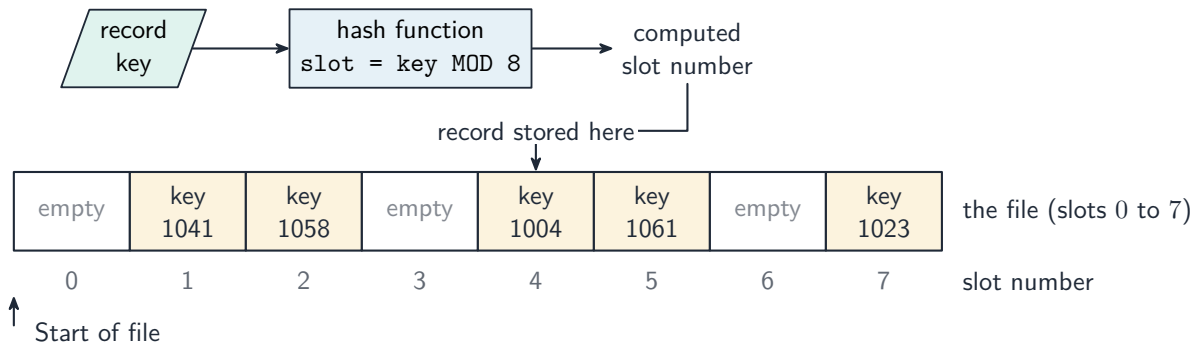 record
key
hash function
slot = key MOD 8
computed
slot number
record stored here
empty
key
1041
key
1058
empty
key
1004
key
1061
empty
key
1023
the file (slots 0 to 7)
0 1 2 3 4 5 6 7 slot number
Start of file